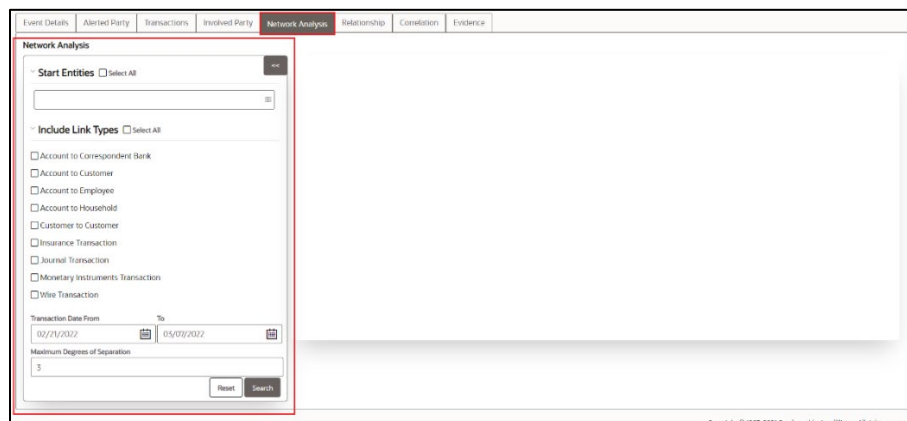 Event Details Alerted Party Transactions Involved Party Network Analysis Relationship Correlation Evidence
Network Analysis
<<
Start Entities Select All
Include Link Types Select All
Account to Correspondent Bank
Account to Customer
Account to Employee
Account to Household
Customer to Customer
Insurance Transaction
Journal Transaction
Monetary Instruments Transaction
Wire Transaction
Transaction Date From To
02/21/2022 03/07/2022
Maximum Degrees of Separation
3
Reset Search